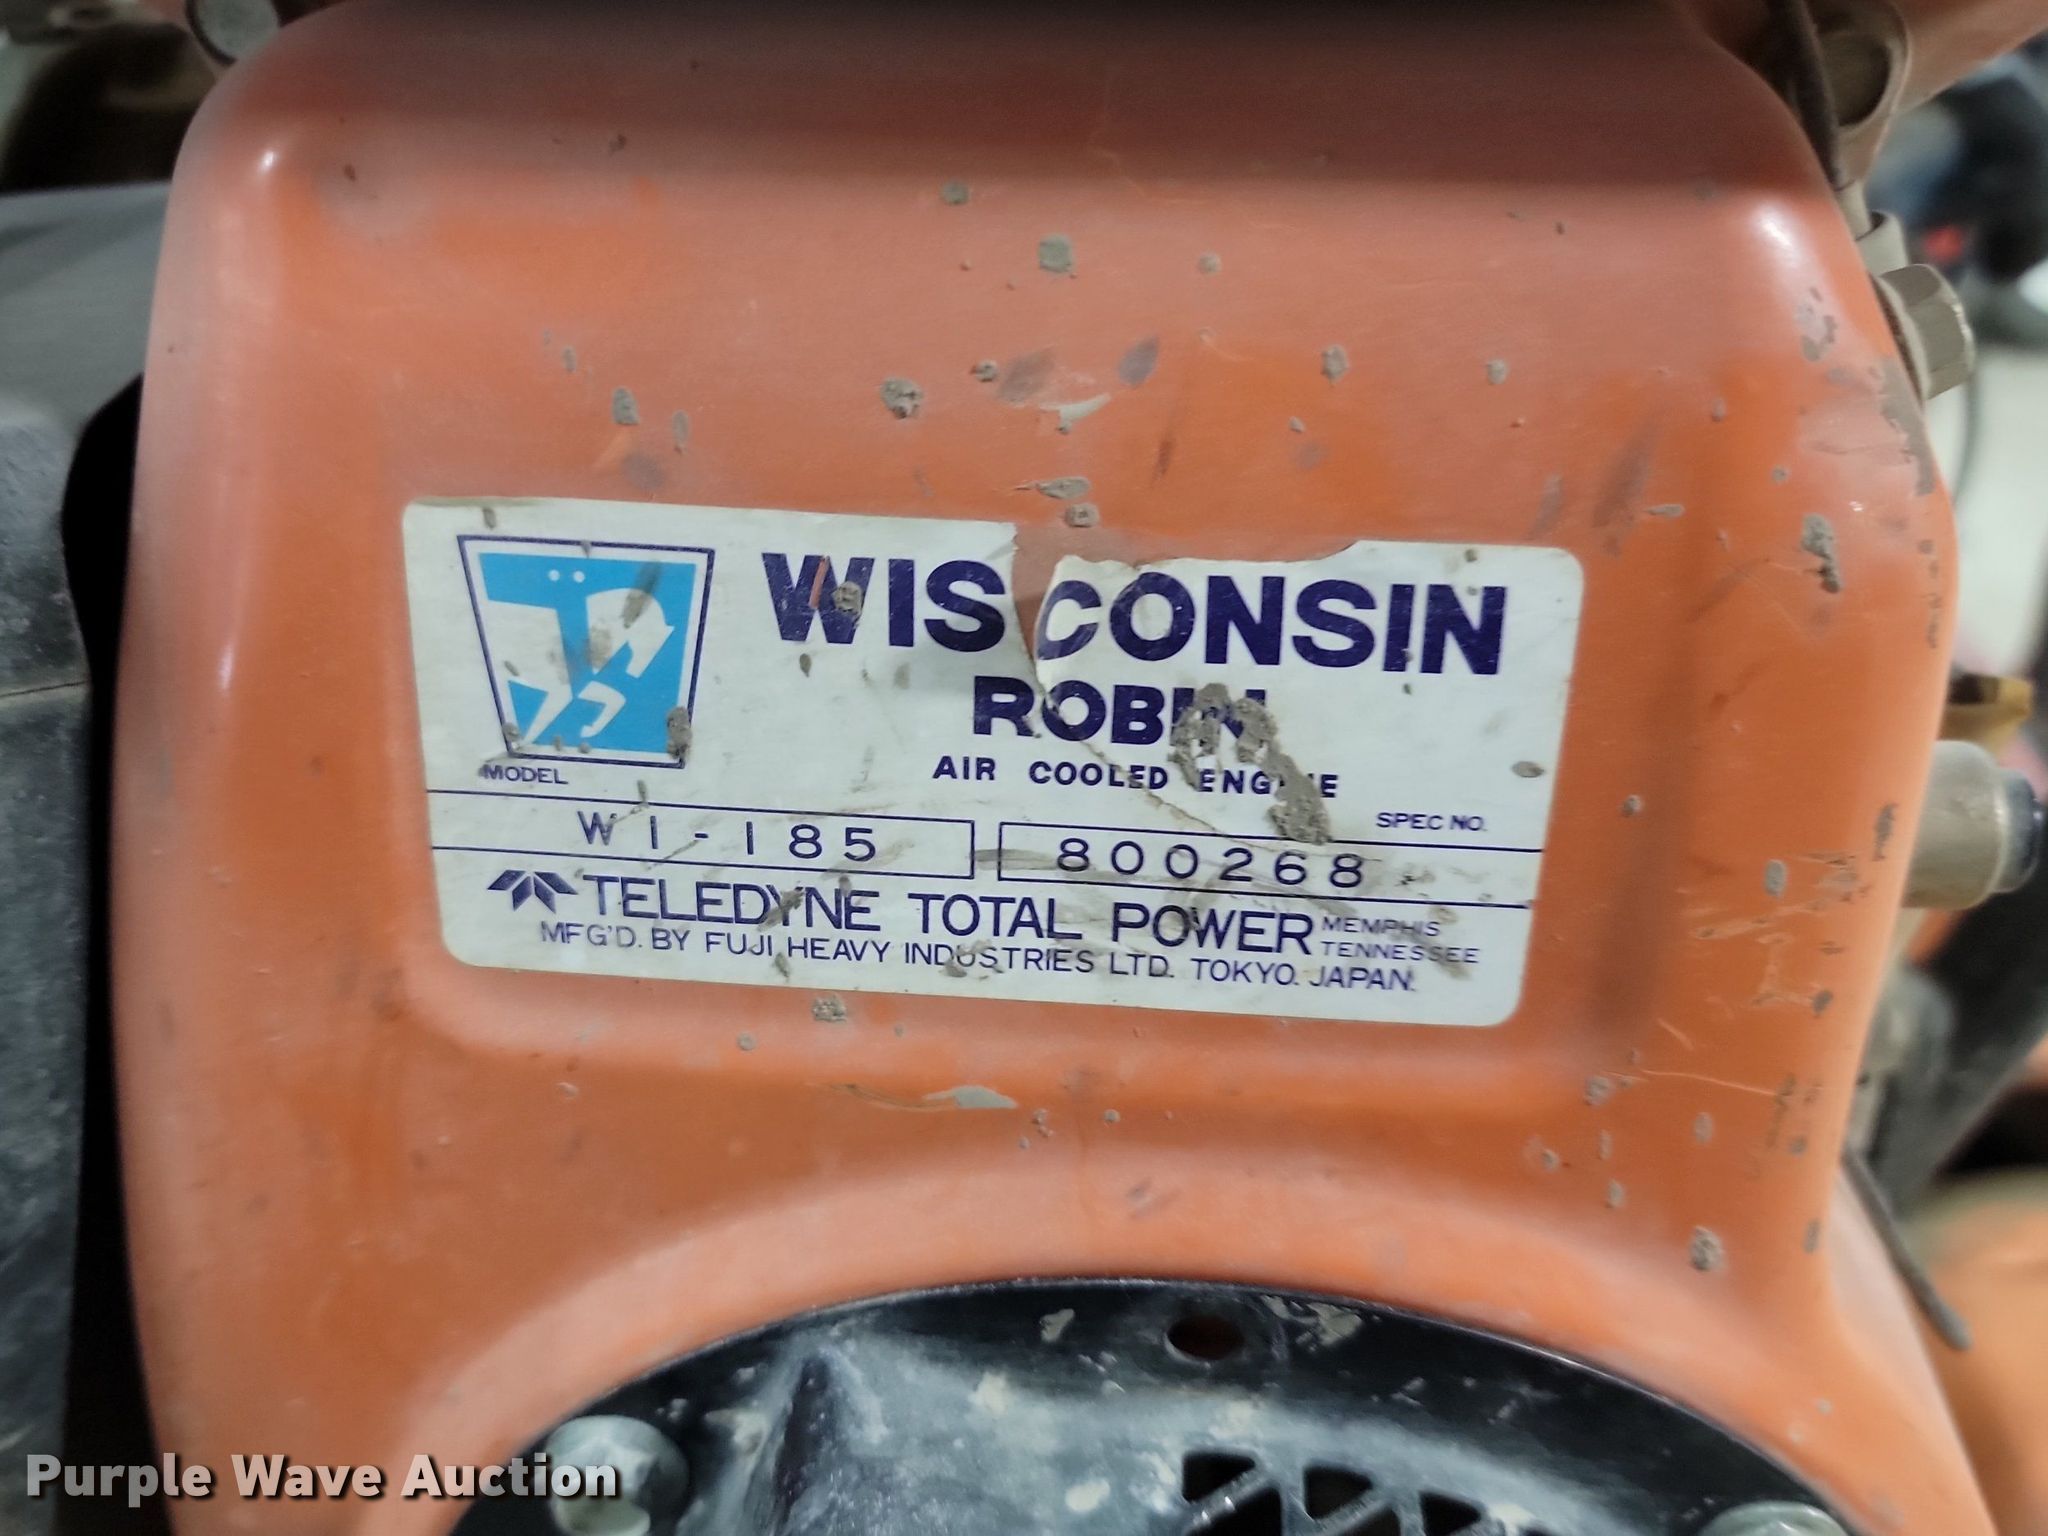 WISCONSIN
ROBIN
AIR COOLED ENGINE
MODEL
SPEC NO.
W1-185
800268
TELEDYNE TOTAL POWER MEMPHIS TENNESSEE
MFG'D. BY FUJI HEAVY INDUSTRIES LTD. TOKYO. JAPAN.
Purple Wave Auction